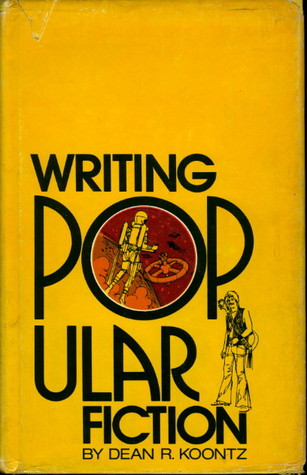 WRITING
POP
ULAR
FICTION
BY DEAN R. KOONTZ